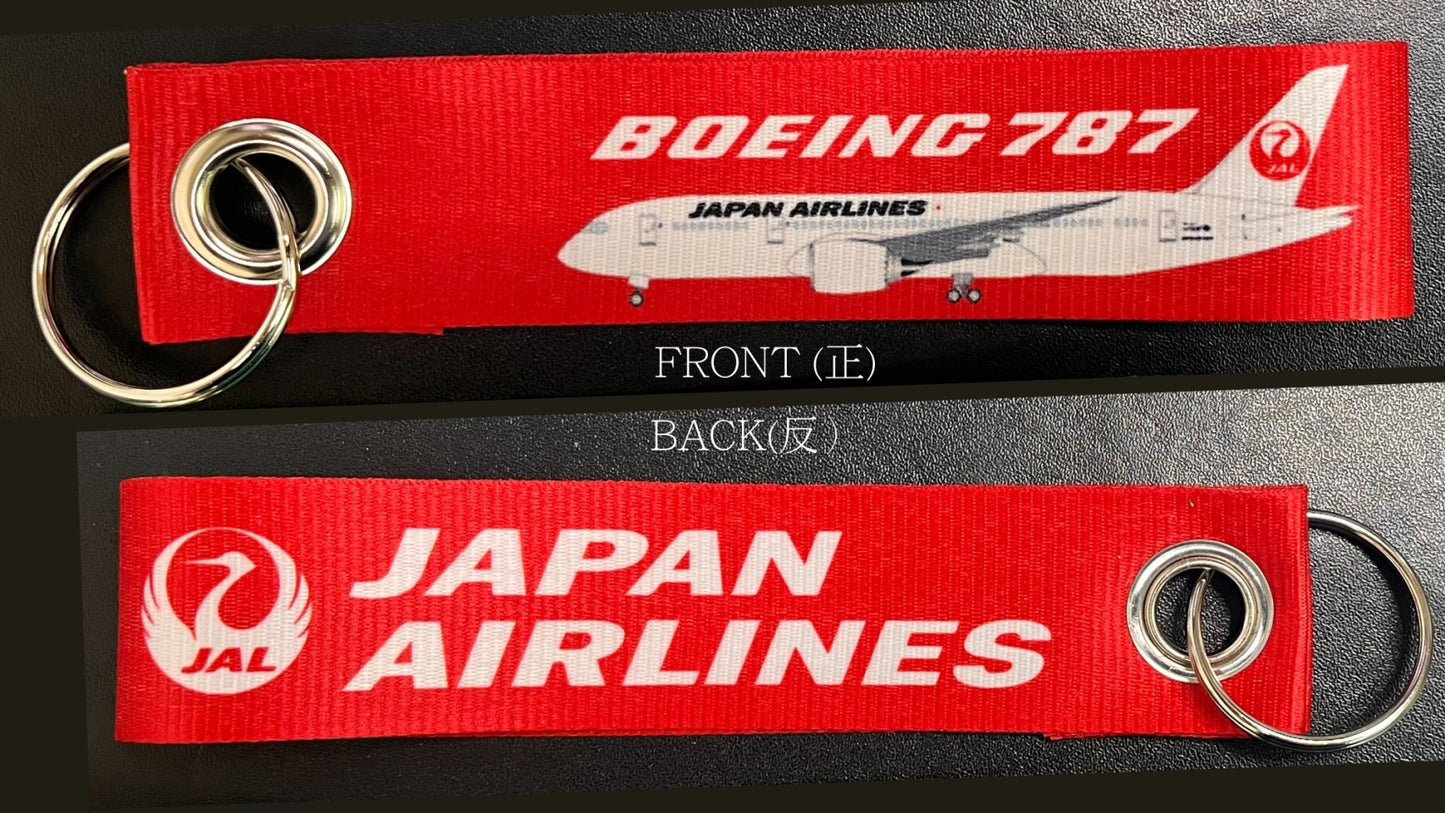 BOEING 787
JAL
JAPAN AIRLINES
FRONT (正)
BACK(反)
JAPAN
AIRLINES
JAL